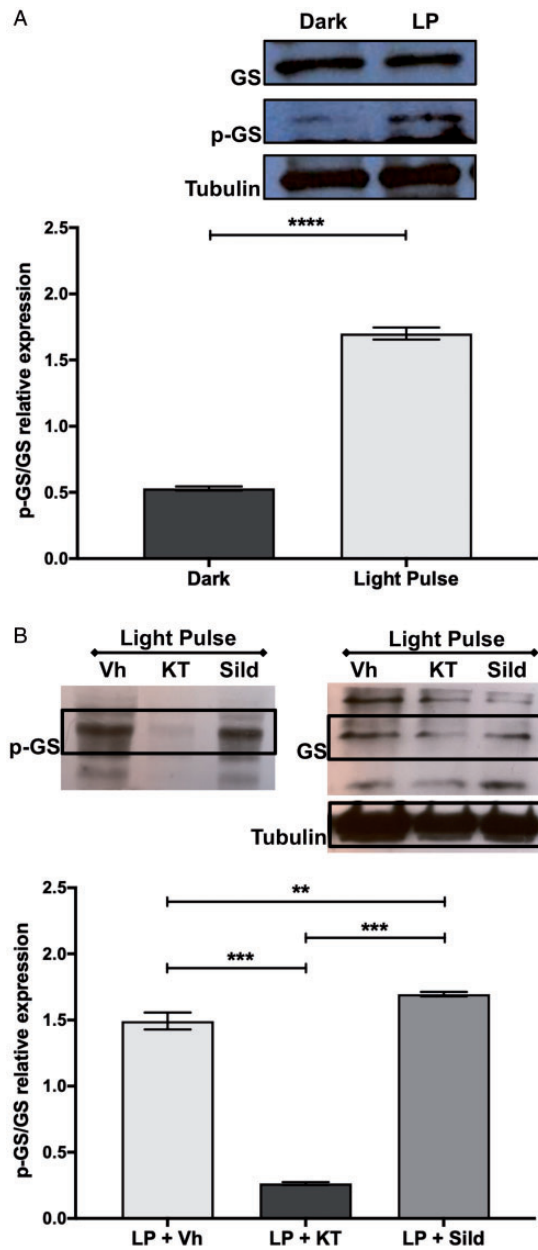 A
Dark LP
GS
p-GS
Tubulin
****
p-GS/GS relative expression
2.5
2.0
1.5
1.0
0.5
0.0
Dark Light Pulse
B
Light Pulse
Vh KT Sild
p-GS
Light Pulse
Vh KT Sild
GS
Tubulin
**
*** ***
p-GS/GS relative expression
2.5
2.0
1.5
1.0
0.5
0.0
LP + Vh LP + KT LP + Sild